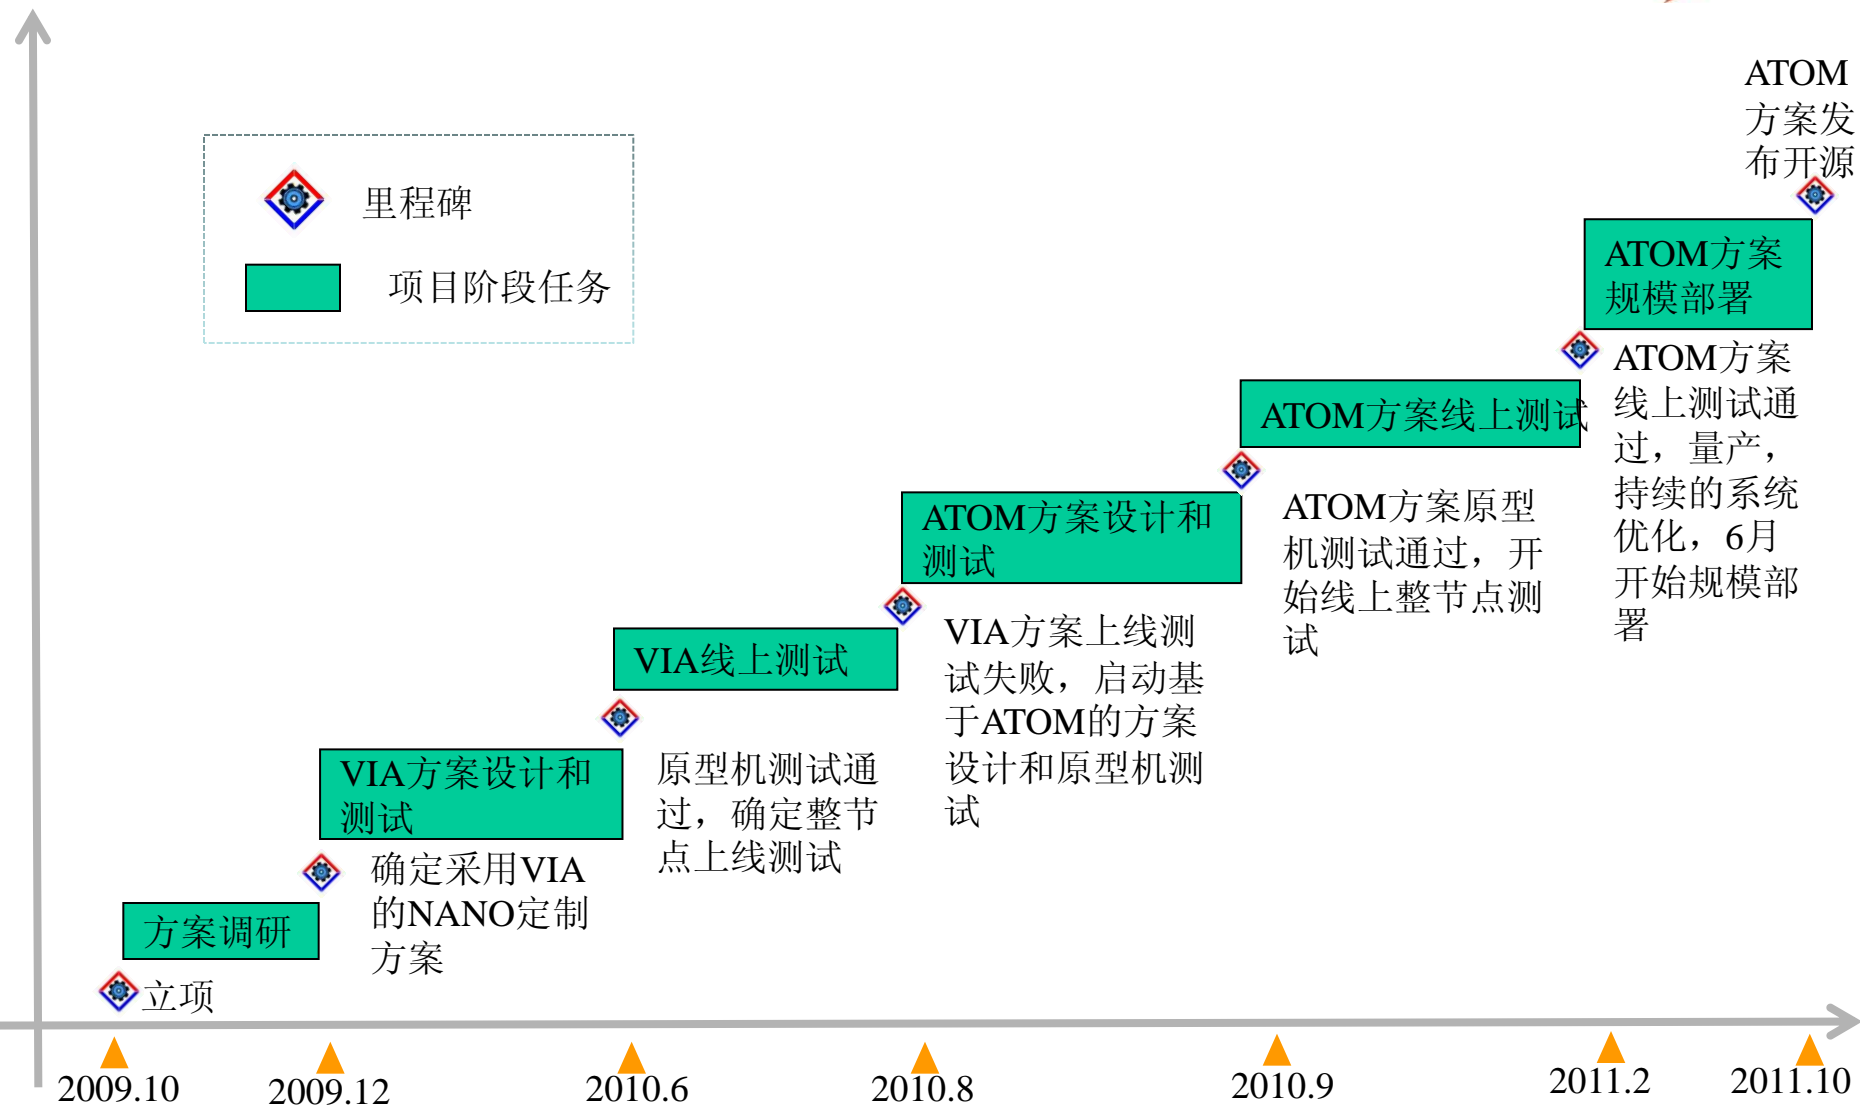 ATOM
方案发
布开源
里程碑
项目阶段任务
ATOM方案
规模部署
ATOM方案
线上测试通
过，量产，
持续的系统
优化，6月
开始规模部
署
ATOM方案线上测试
ATOM方案原型
机测试通过，开
始线上整节点测
试
ATOM方案设计和
测试
VIA方案上线测
试失败，启动基
于ATOM的方案
设计和原型机测
试
VIA线上测试
原型机测试通
过，确定整节
点上线测试
VIA方案设计和
测试
确定采用VIA
的NANO定制
方案
方案调研
立项
2009.10
2009.12
2010.6
2010.8
2010.9
2011.2
2011.10